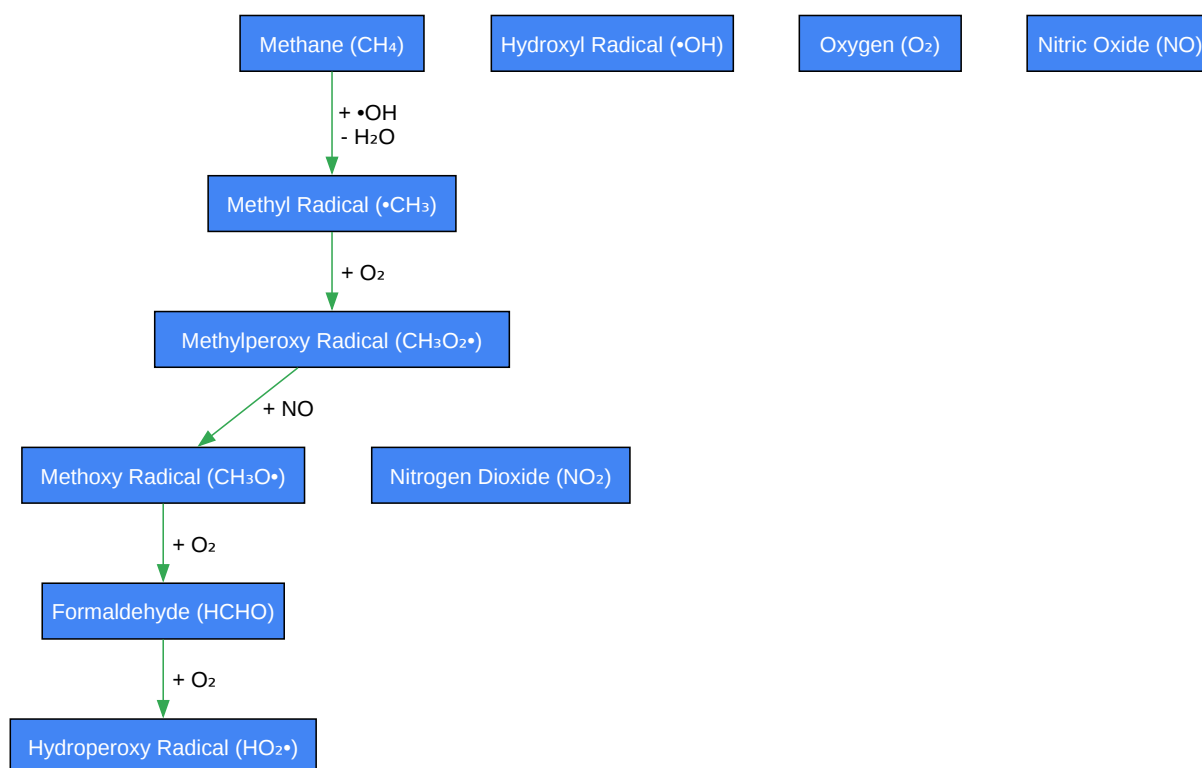 Methane (CH₄)
Hydroxyl Radical (•OH)
Oxygen (O₂)
Nitric Oxide (NO)
+ •OH
- H₂O
Methyl Radical (•CH₃)
+ O₂
Methylperoxy Radical (CH₃O₂•)
+ NO
Methoxy Radical (CH₃O•)
Nitrogen Dioxide (NO₂)
+ O₂
Formaldehyde (HCHO)
+ O₂
Hydroperoxy Radical (HO₂•)